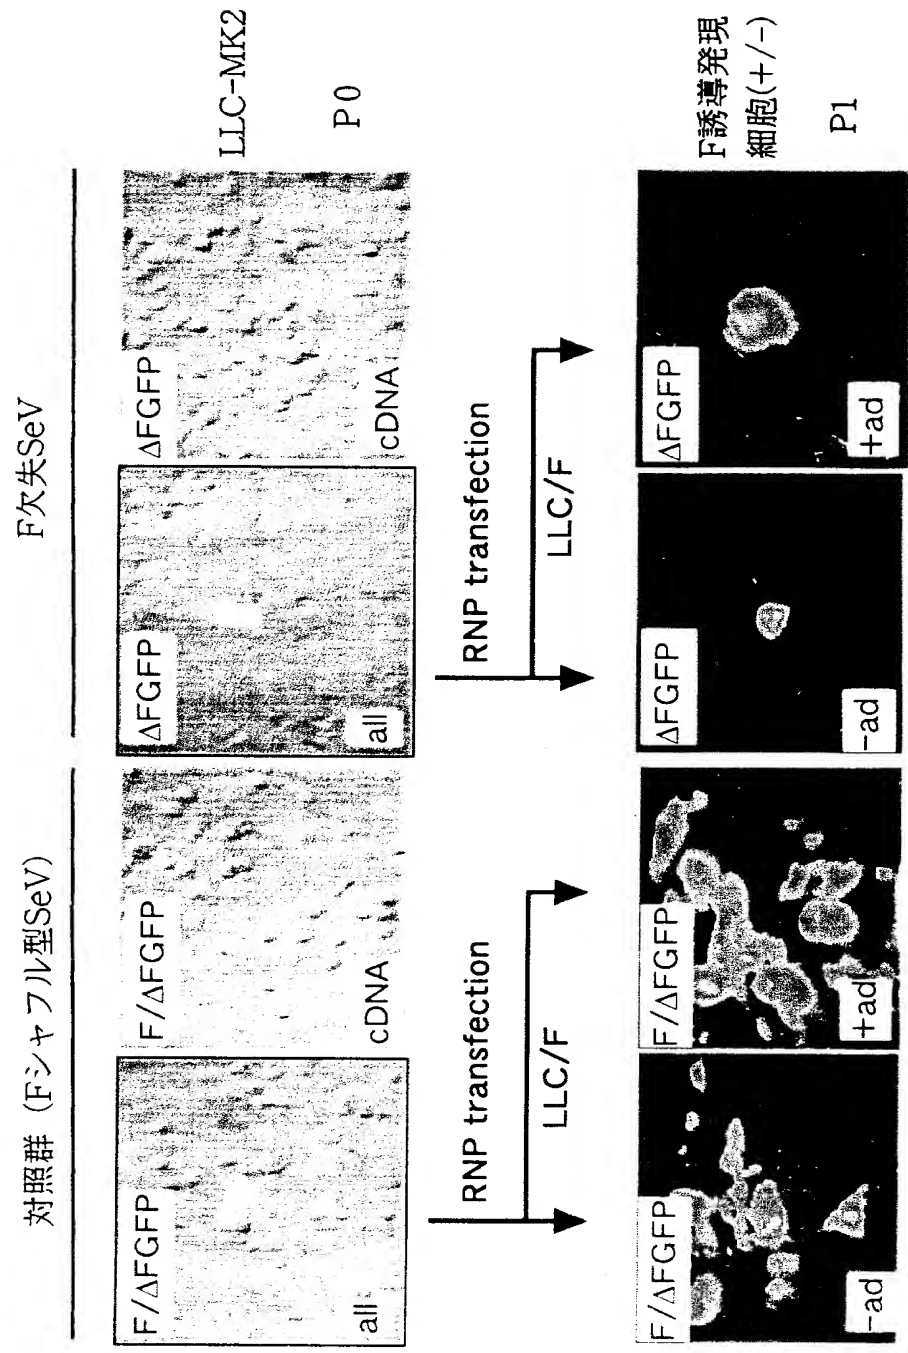 対照群 (Fシャフル型SeV)
F欠失SeV
F/ΔFGFP
all
F/ΔFGFP
cDNA
ΔFGFP
all
ΔFGFP
cDNA
LLC-MK2
P0
RNP transfection
LLC/F
RNP transfection
LLC/F
F/ΔFGFP
-ad
F/ΔFGFP
+ad
ΔFGFP
-ad
ΔFGFP
+ad
F誘導発現
細胞(+/-)
P1